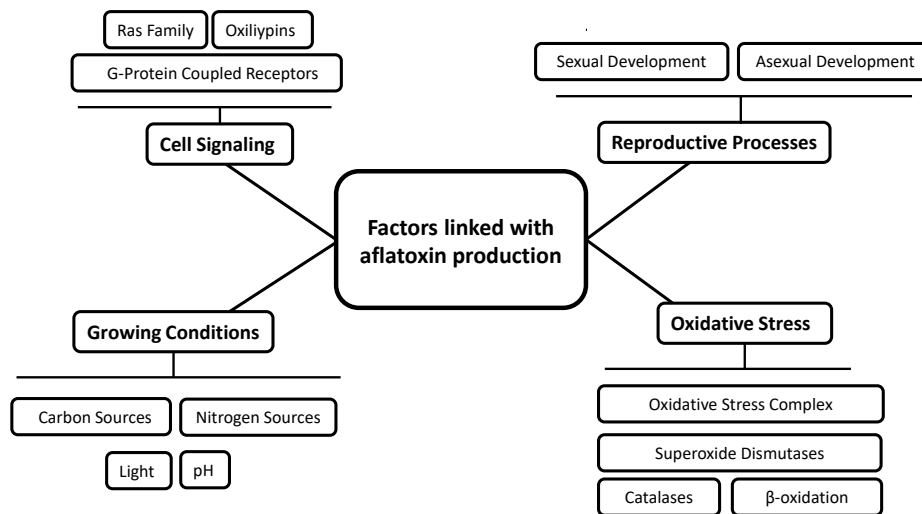 Ras Family
Oxiliypins
G-Protein Coupled Receptors
Cell Signaling
Sexual Development
Asexual Development
Reproductive Processes
Factors linked with
aflatoxin production
Growing Conditions
Carbon Sources
Nitrogen Sources
Light
pH
Oxidative Stress
Oxidative Stress Complex
Superoxide Dismutases
Catalases
β-oxidation